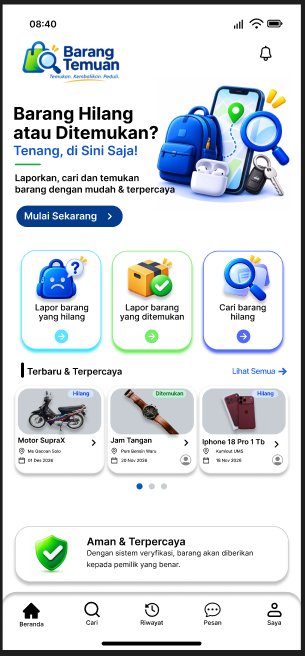 08:40
Barang
Temuan
Temukan. Kembalikan. Peduli.
Barang Hilang
atau Ditemukan?
Tenang, di Sini Saja!
Laporkan, cari dan temukan
barang dengan mudah & terpercaya
Mulai Sekarang
Lapor barang
yang hilang
Lapor barang
yang ditemukan
Cari barang
hilang
Terbaru & Terpercaya
Lihat Semua
Hilang
Motor SupraX
Ms Gacoan Solo
01 Des 2026
Ditemukan
Jam Tangan
Pom Bensin Waru
20 Nov 2026
Hilang
Iphone 18 Pro 1 Tb
Kantout UMS
18 Nov 2026
Aman & Terpercaya
Dengan sistem veryfikasi, barang akan diberikan
kepada pemilik yang benar.
Beranda
Cari
Riwayat
Pesan
Saya